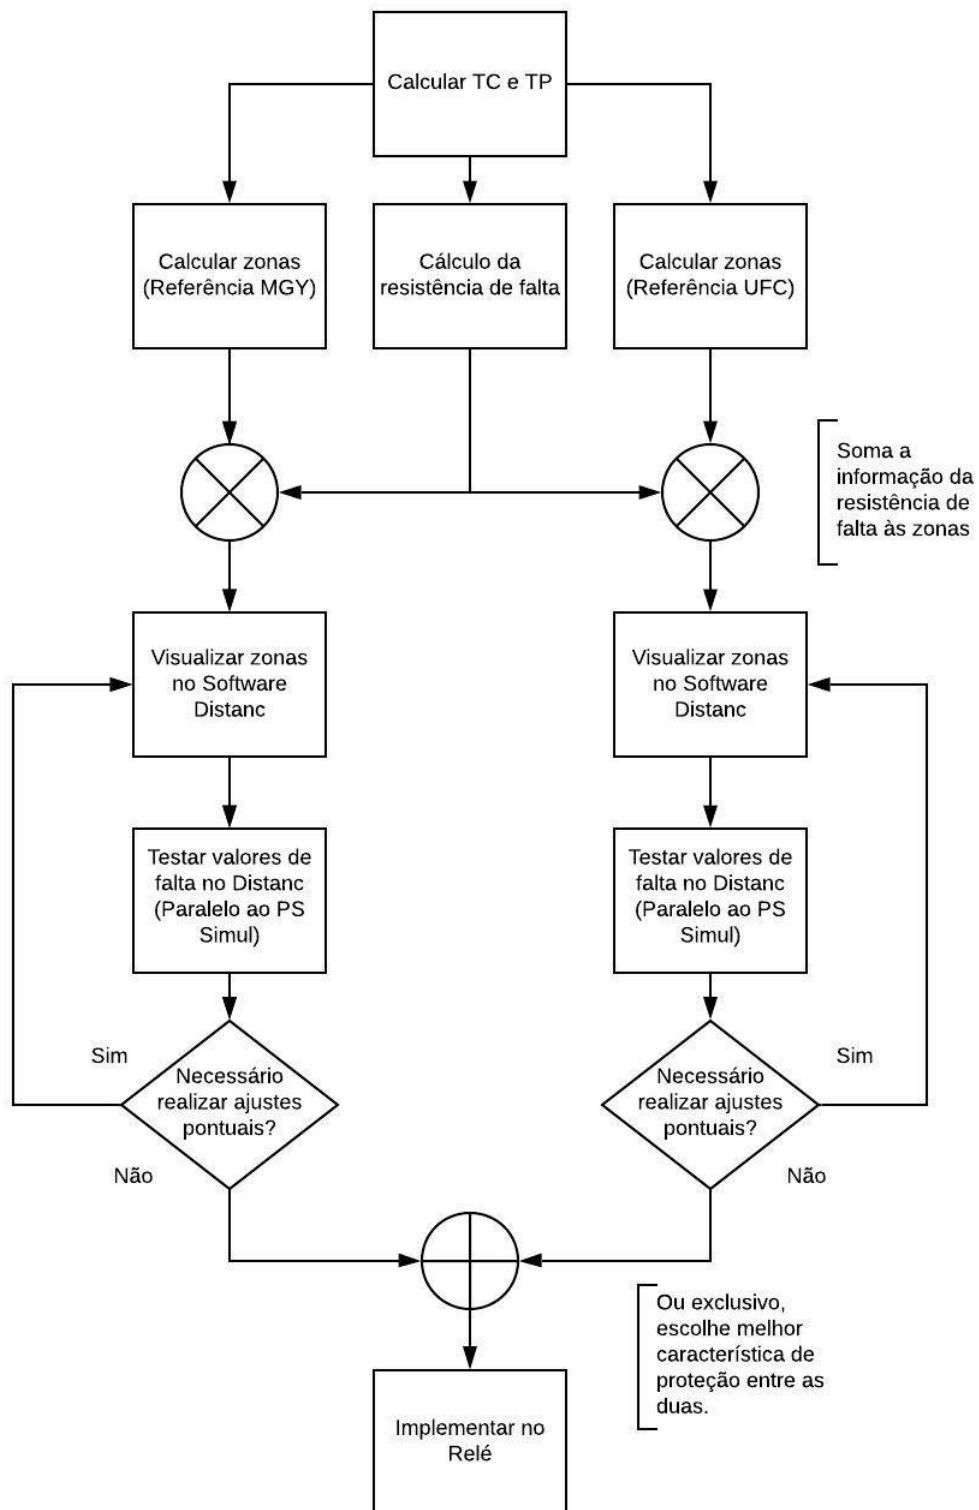 Calcular TC e TP
Calcular zonas
(Referência MGY)
Cálculo da
resistência de falta
Calcular zonas
(Referência UFC)
Soma a
informação da
resistência de
falta às zonas
Visualizar zonas
no Software
Distanc
Visualizar zonas
no Software
Distanc
Testar valores de
falta no Distanc
(Paralelo ao PS
Simul)
Testar valores de
falta no Distanc
(Paralelo ao PS
Simul)
Sim
Necessário
realizar ajustes
pontuais?
Não
Necessário
realizar ajustes
pontuais?
Sim
Não
Ou exclusivo,
escolhe melhor
característica de
proteção entre as
duas.
Implementar no
Relé